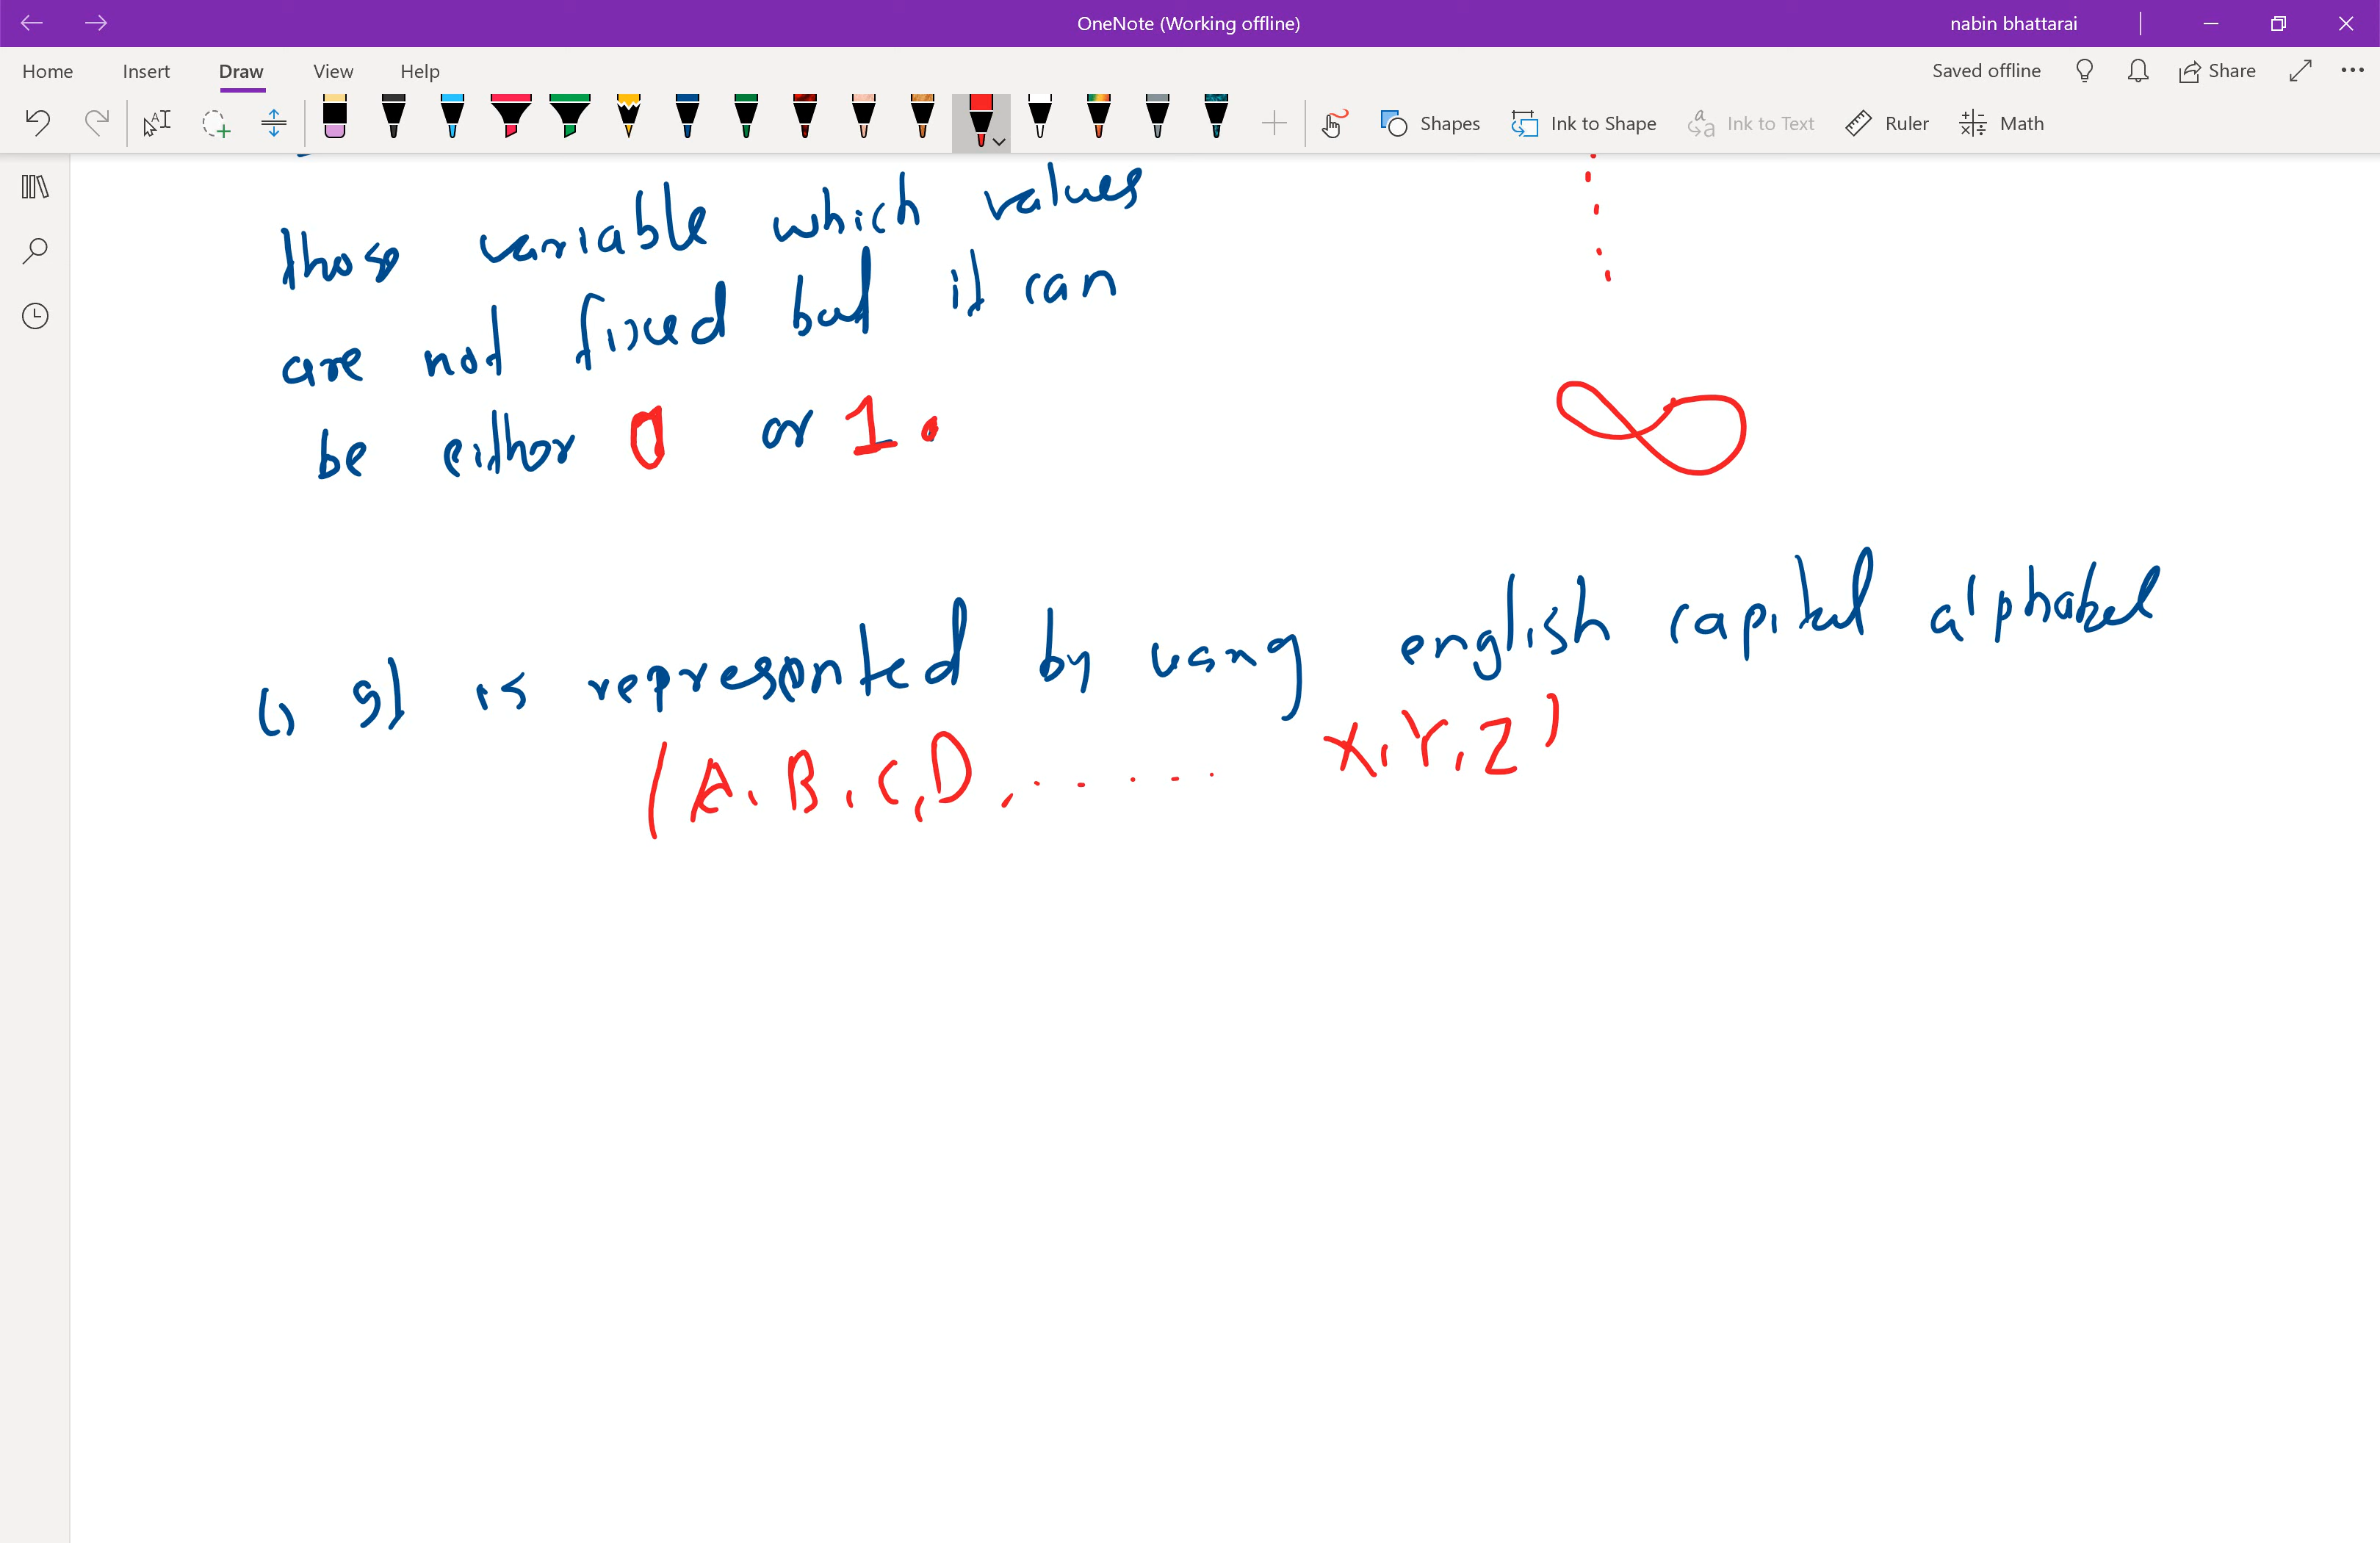 OneNote (Working offline)
nabin bhattarai
Home Insert Draw View Help
Saved offline
Share
Shapes
Ink to Shape
Ink to Text
Ruler
Math
those variable which values
are not fixed but it can
be either 0 or 1.
It is represented by using english capital alphabet
(A, B, C, D, ..... X, Y, Z)
∞